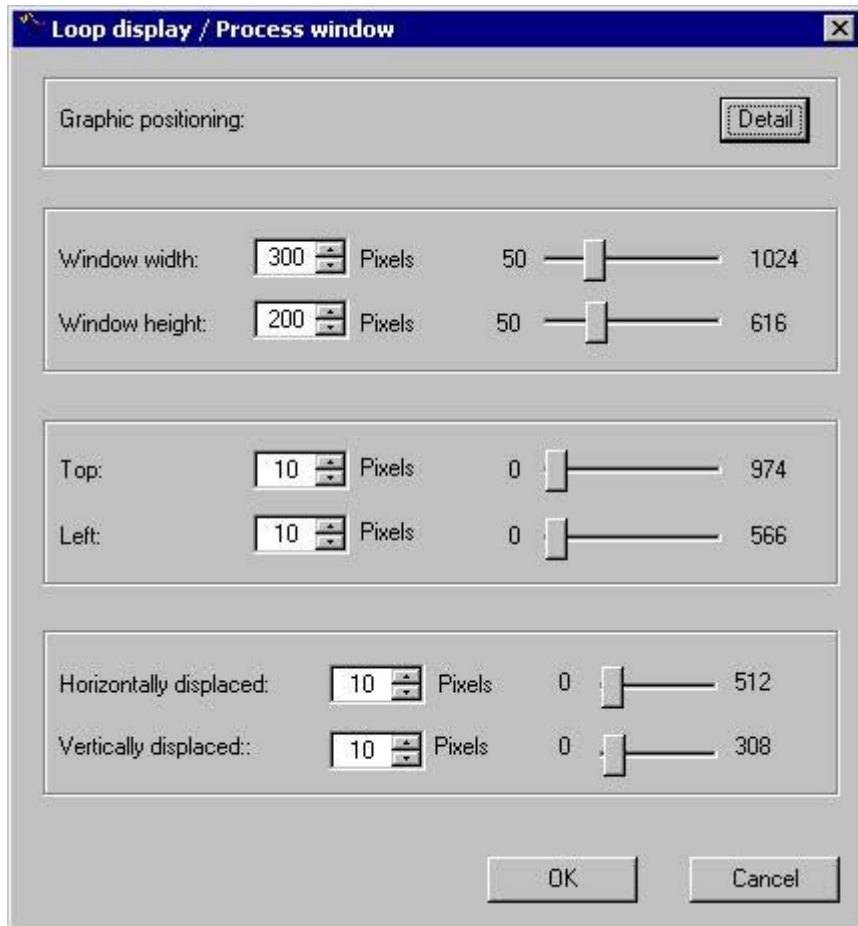 Loop display / Process window
Graphic positioning: Detail
Window width: 300 Pixels 50 1024
Window height: 200 Pixels 50 616
Top: 10 Pixels 0 974
Left: 10 Pixels 0 566
Horizontally displaced: 10 Pixels 0 512
Vertically displaced:: 10 Pixels 0 308
OK Cancel